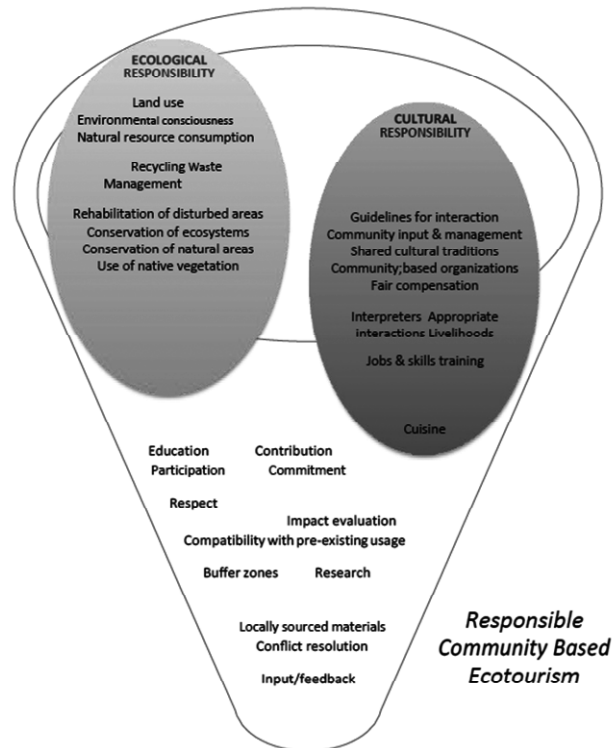 ECOLOGICAL
RESPONSIBILITY
Land use
Environmental consciousness
Natural resource consumption
Recycling Waste
Management
Rehabilitation of disturbed areas
Conservation of ecosystems
Conservation of natural areas
Use of native vegetation
CULTURAL
RESPONSIBILITY
Guidelines for interaction
Community input & management
Shared cultural traditions
Community;based organizations
Fair compensation
Interpreters Appropriate
interactions Livelihoods
Jobs & skills training
Cuisine
Education Contribution
Participation Commitment
Respect
Impact evaluation
Compatibility with pre-existing usage
Buffer zones Research
Locally sourced materials
Conflict resolution
Input/feedback
Responsible
Community Based
Ecotourism